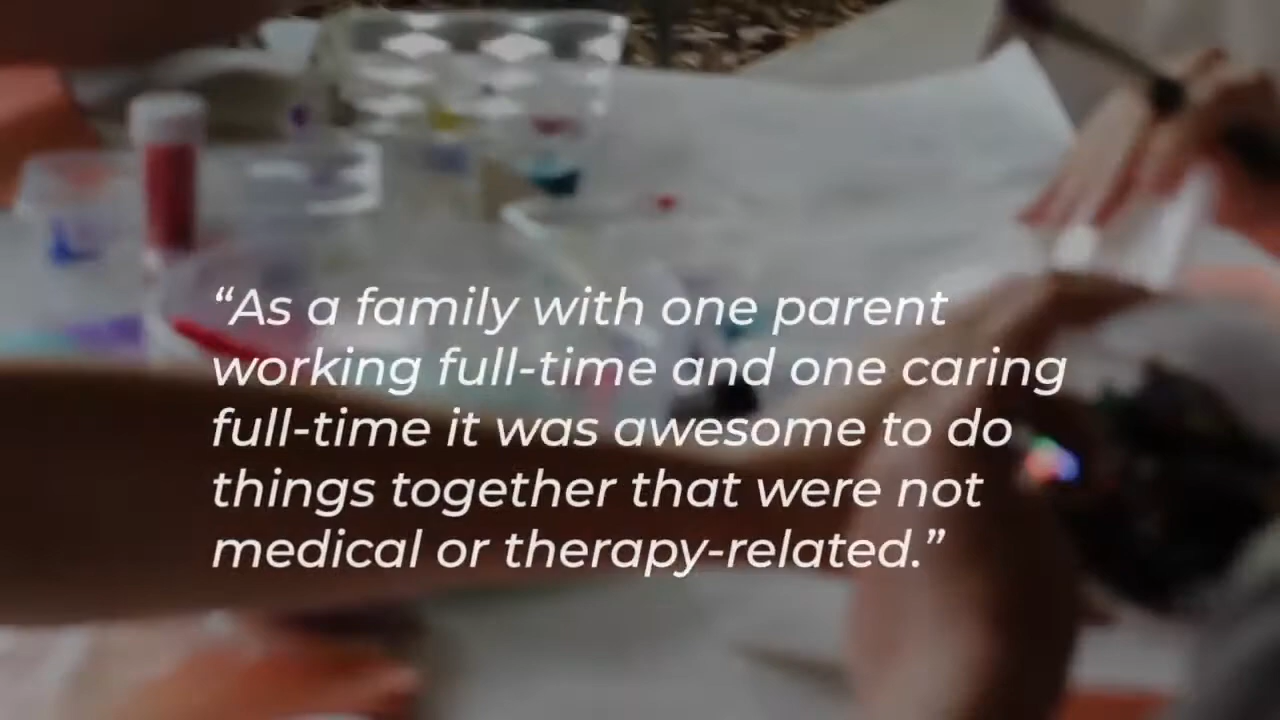 “As a family with one parent
working full-time and one caring
full-time it was awesome to do
things together that were not
medical or therapy-related.”